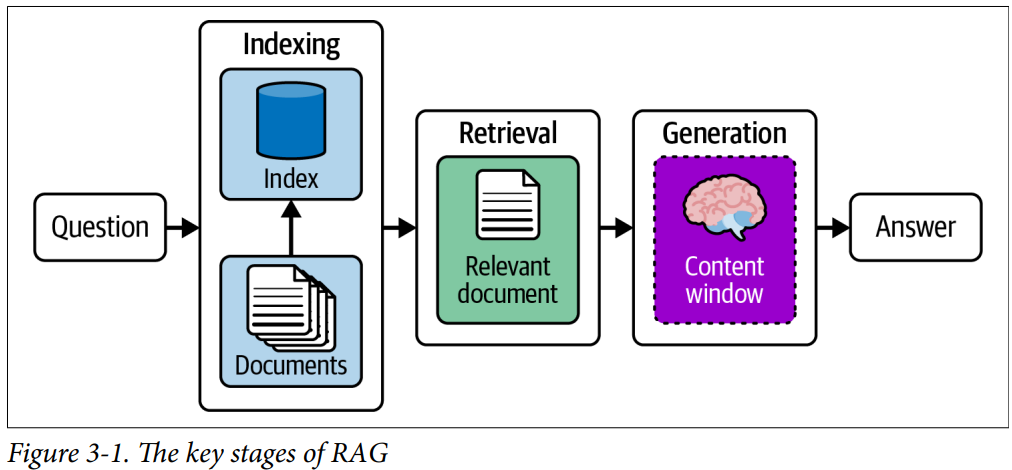 Question
Indexing
Index
Documents
Retrieval
Relevant
document
Generation
Content
window
Answer
Figure 3-1. The key stages of RAG